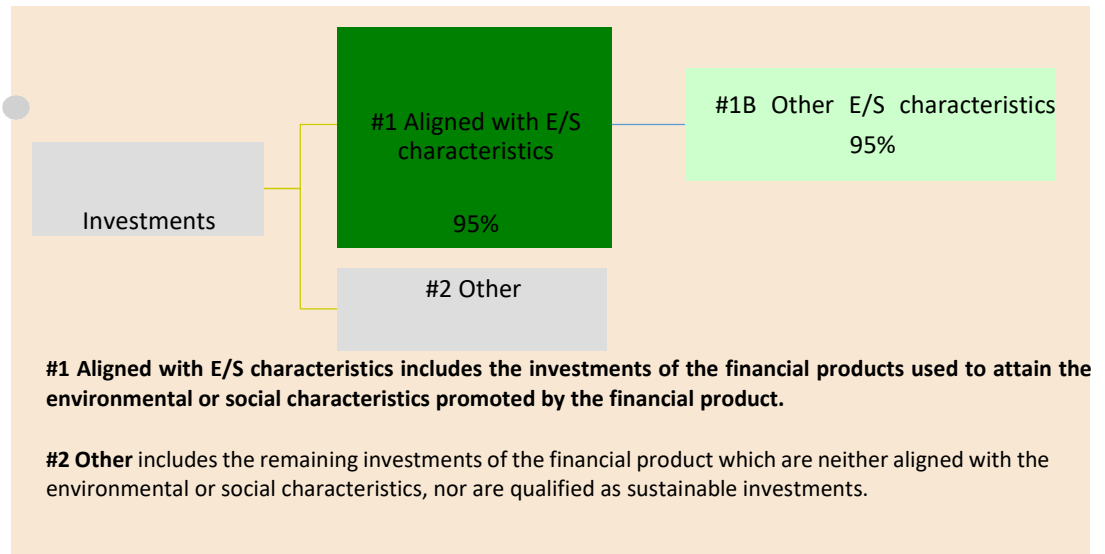 #1 Aligned with E/S
characteristics
95%
#1B Other E/S characteristics
95%
Investments
#2 Other
#1 Aligned with E/S characteristics includes the investments of the financial products used to attain the
environmental or social characteristics promoted by the financial product.
#2 Other includes the remaining investments of the financial product which are neither aligned with the
environmental or social characteristics, nor are qualified as sustainable investments.